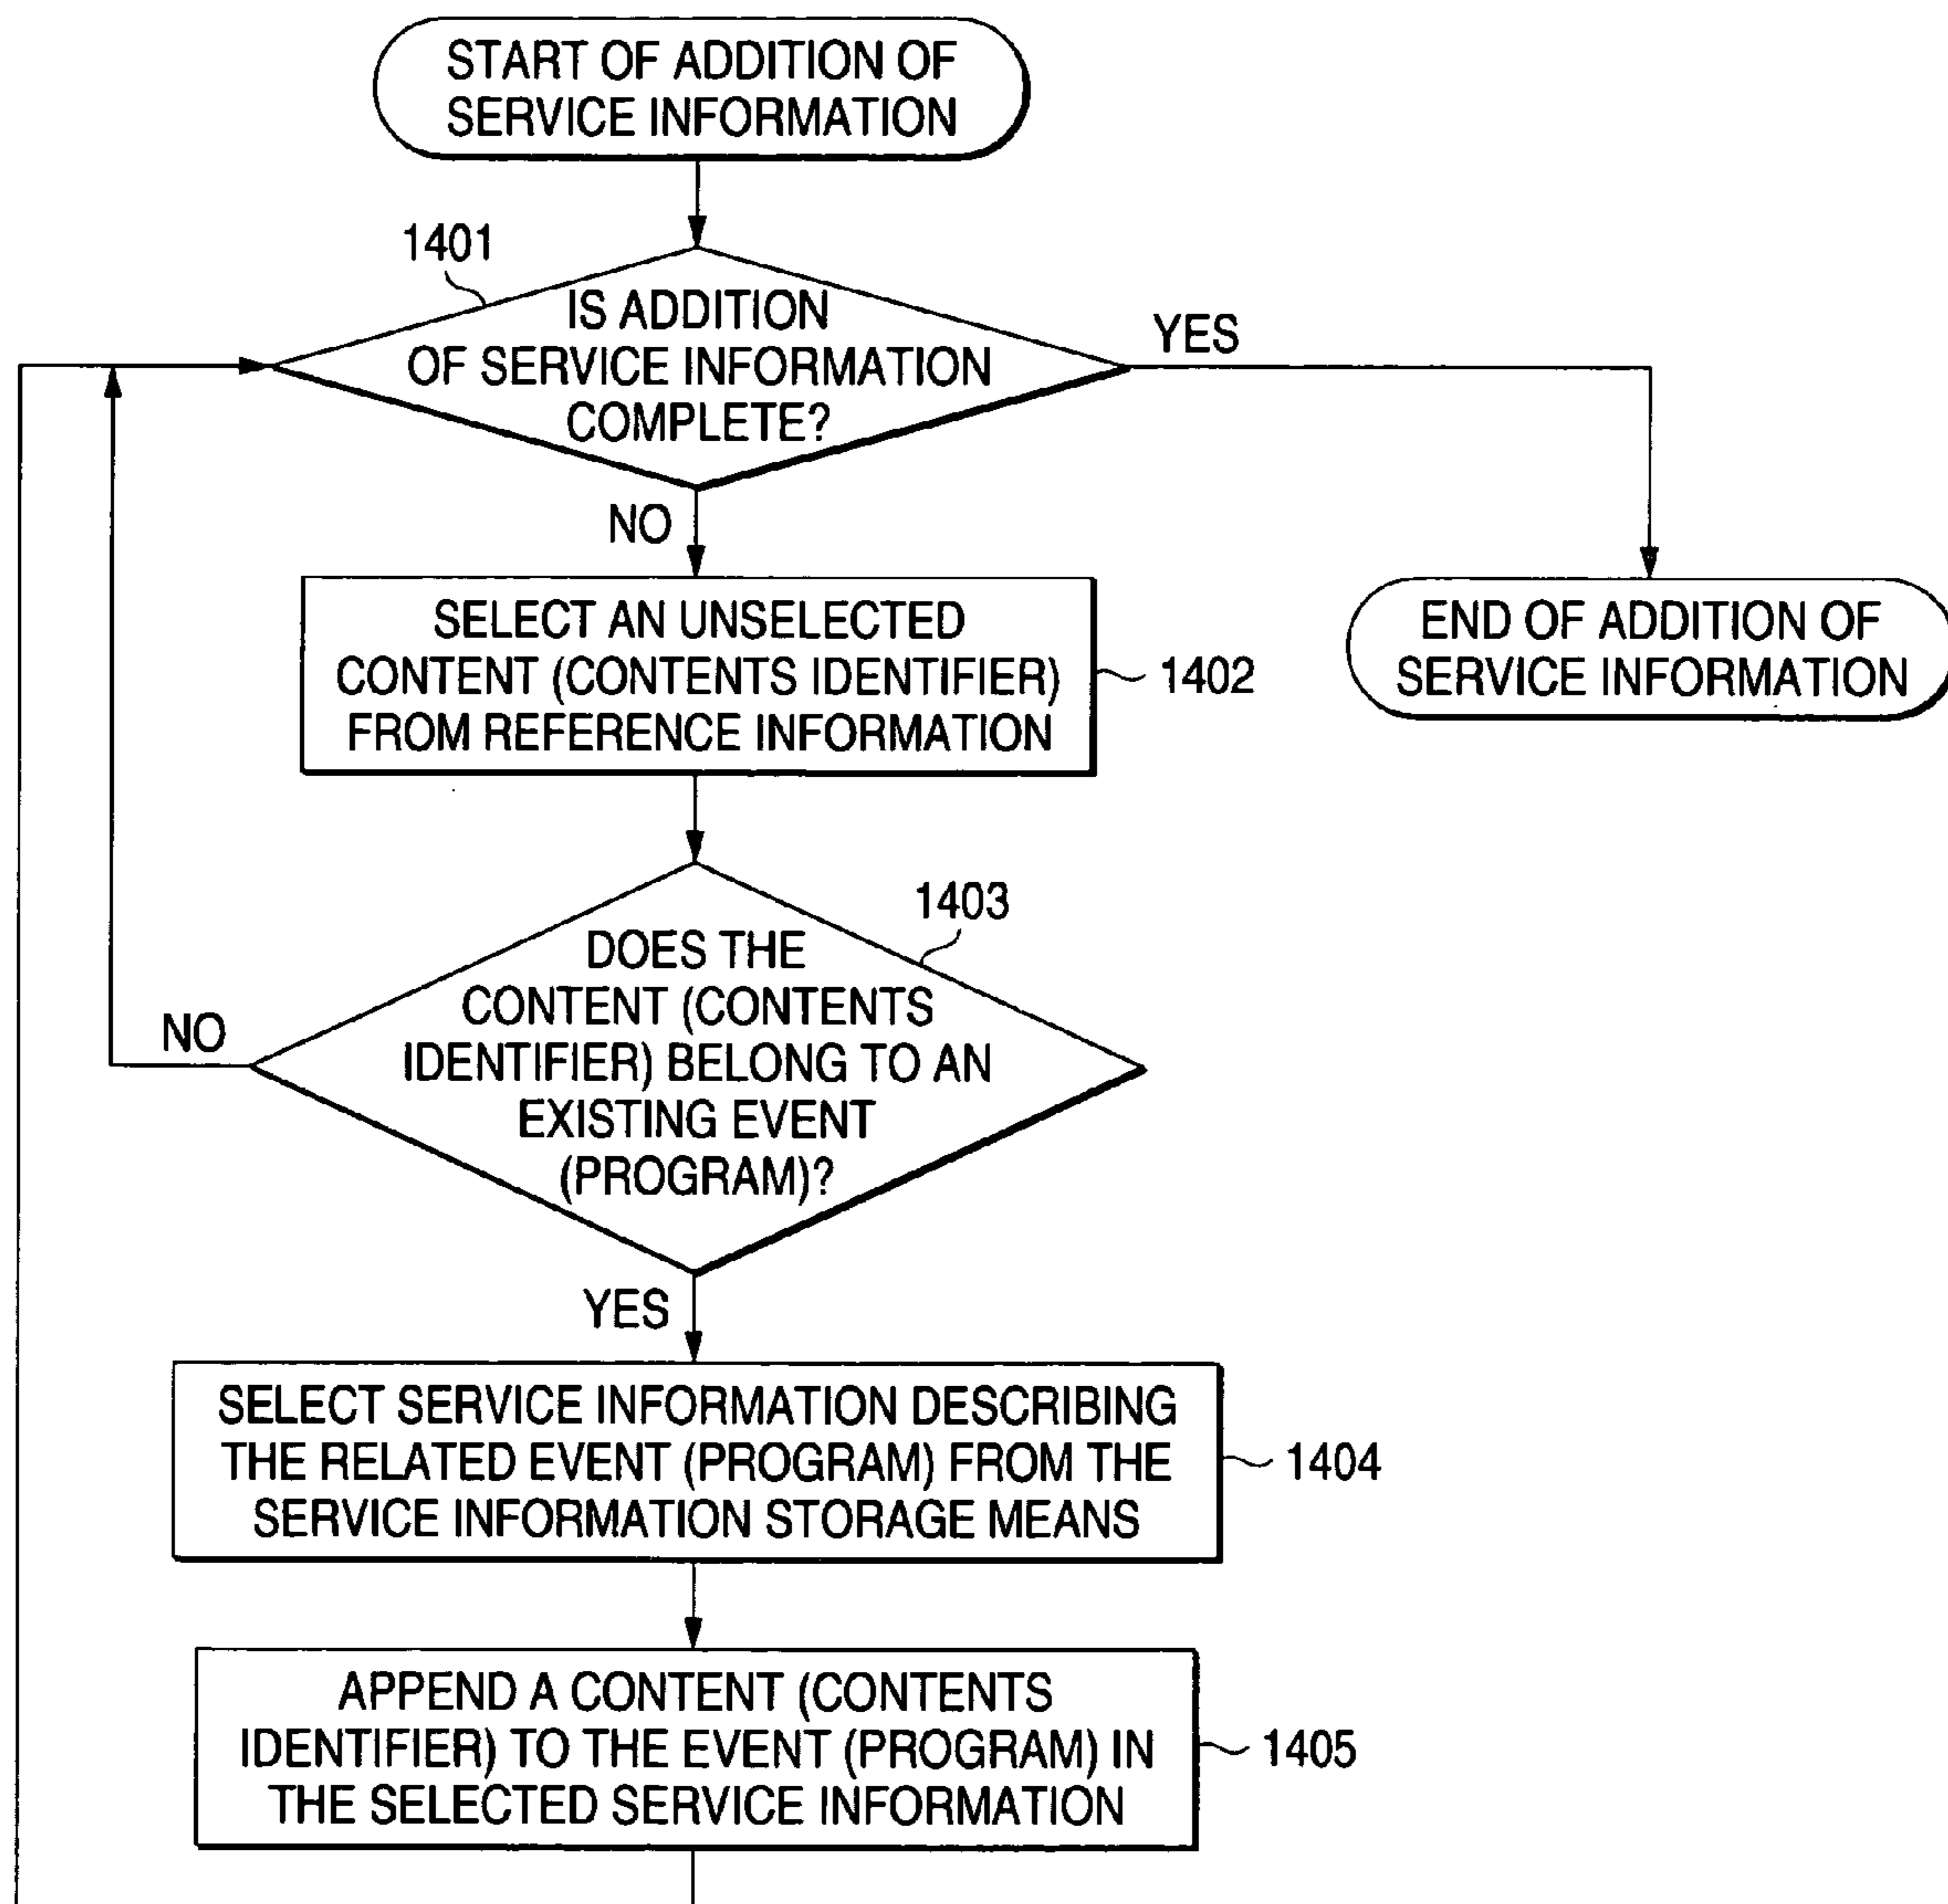 START OF ADDITION OF
SERVICE INFORMATION
1401
IS ADDITION
OF SERVICE INFORMATION
COMPLETE?
YES
NO
SELECT AN UNSELECTED
CONTENT (CONTENTS IDENTIFIER)
FROM REFERENCE INFORMATION
1402
END OF ADDITION OF
SERVICE INFORMATION
1403
DOES THE
CONTENT (CONTENTS
IDENTIFIER) BELONG TO AN
EXISTING EVENT
(PROGRAM)?
NO
YES
SELECT SERVICE INFORMATION DESCRIBING
THE RELATED EVENT (PROGRAM) FROM THE
SERVICE INFORMATION STORAGE MEANS
1404
APPEND A CONTENT (CONTENTS
IDENTIFIER) TO THE EVENT (PROGRAM) IN
THE SELECTED SERVICE INFORMATION
1405